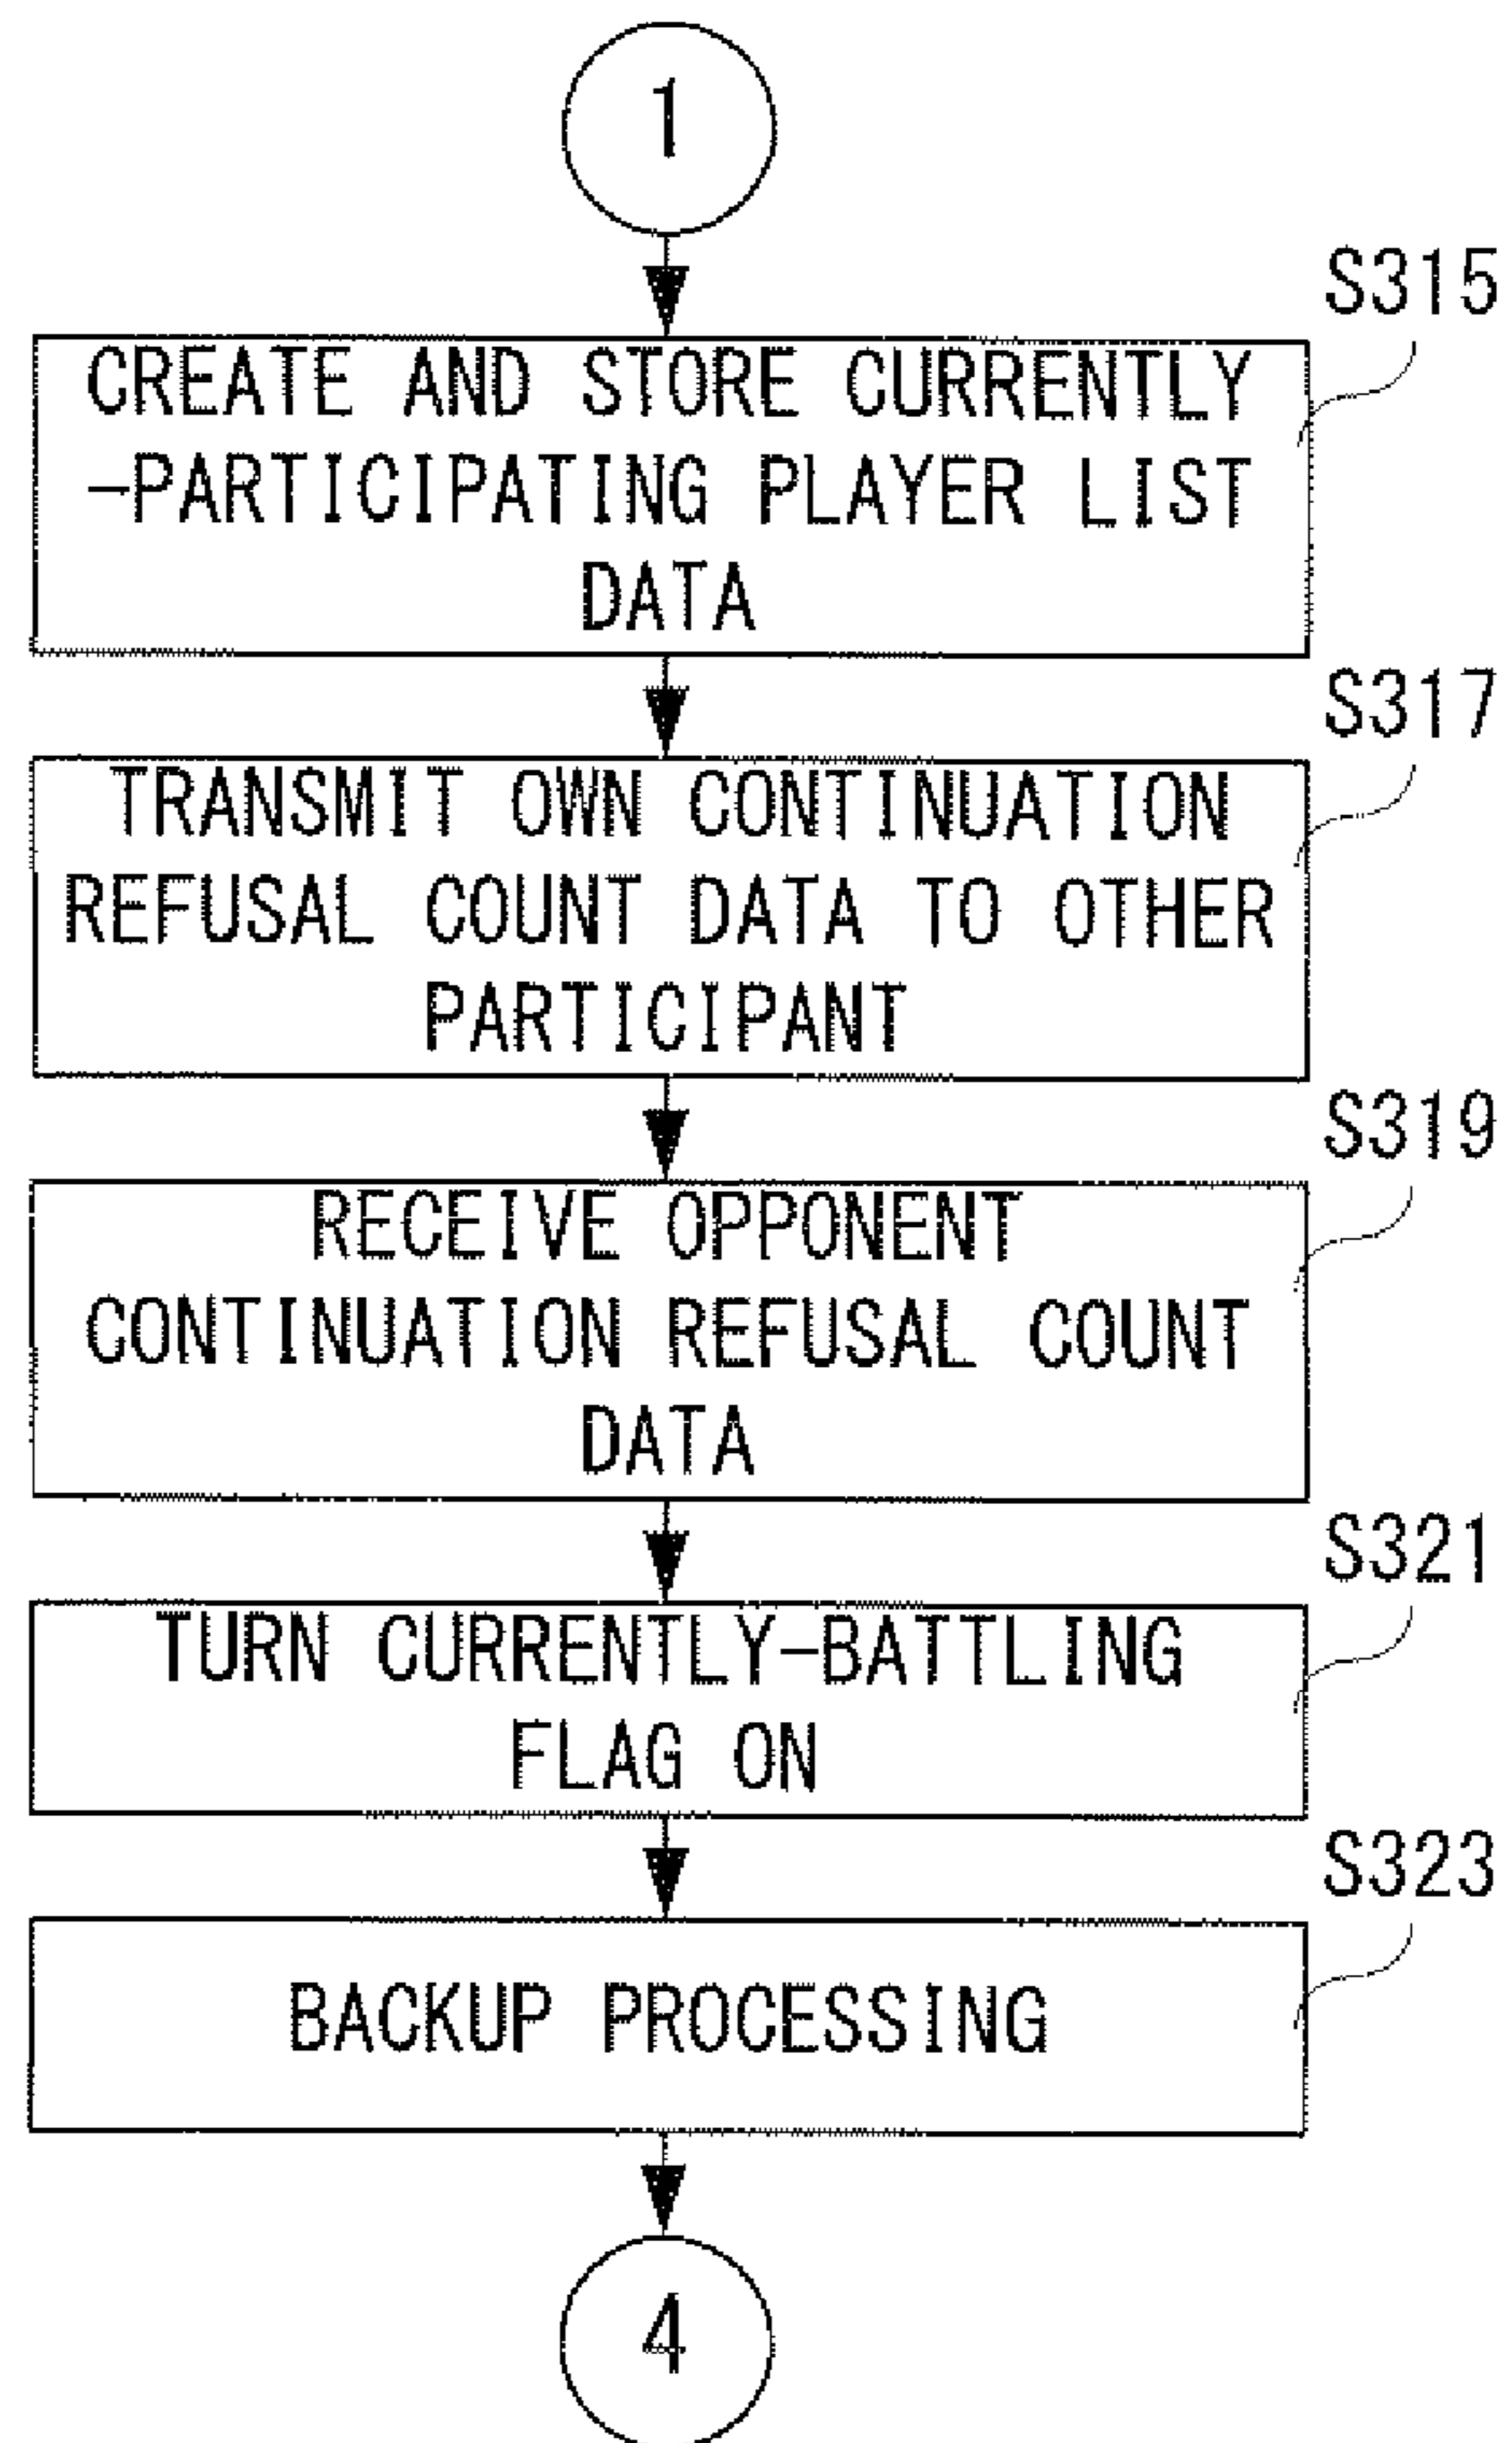 1
S315
CREATE AND STORE CURRENTLY
-PARTICIPATING PLAYER LIST
DATA
S317
TRANSMIT OWN CONTINUATION
REFUSAL COUNT DATA TO OTHER
PARTICIPANT
S319
RECEIVE OPPONENT
CONTINUATION REFUSAL COUNT
DATA
S321
TURN CURRENTLY-BATTLING
FLAG ON
S323
BACKUP PROCESSING
4